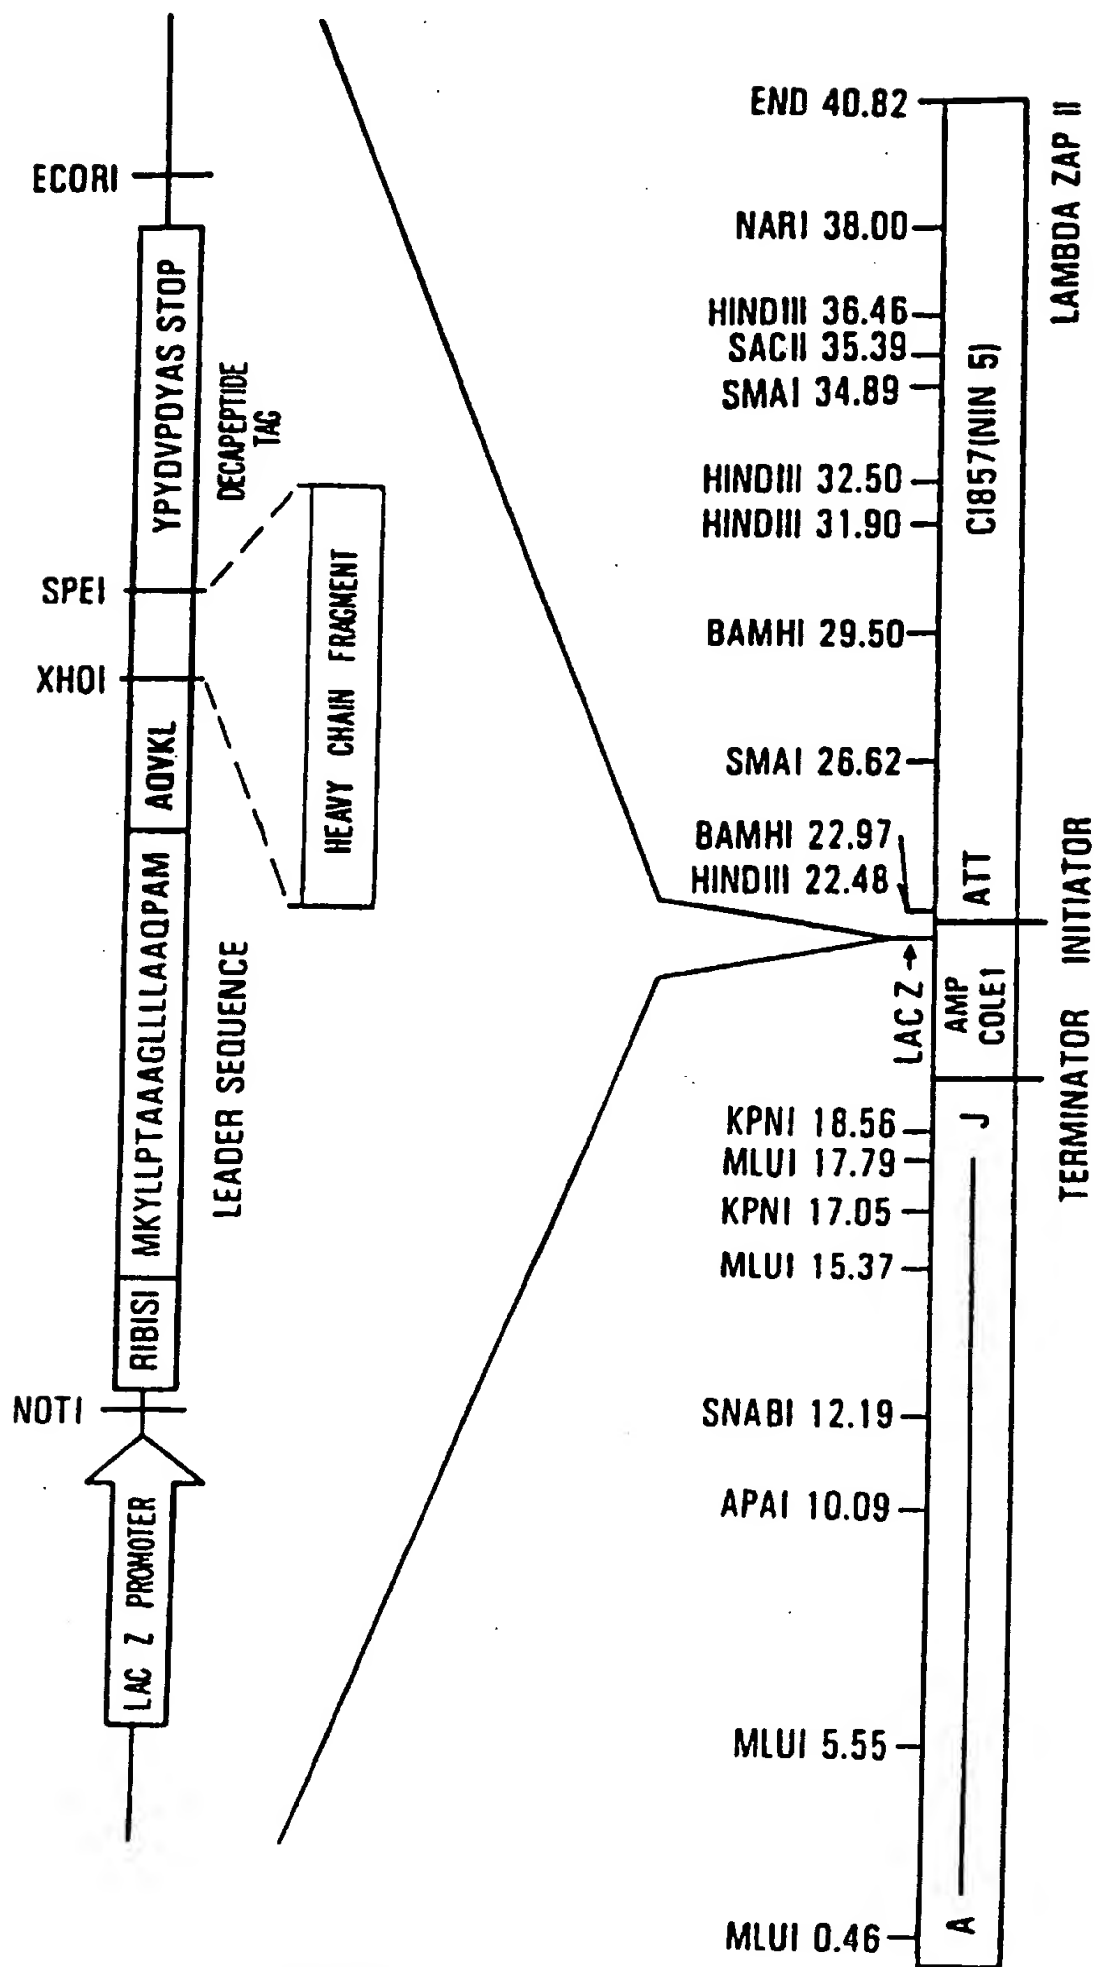 ECORI
YPYDVPDYAS STOP
DECAPEPTIDE
TAG
SPEI
XHOI
AQVKL
HEAVY CHAIN FRAGMENT
MKYLLPTAAAGLLLLAAQPAM
LEADER SEQUENCE
RIBISI
NOTI
LAC Z PROMOTER
END 40.82
NARI 38.00
HINDIII 36.46
SACII 35.39
SMAI 34.89
HINDIII 32.50
HINDIII 31.90
BAMHI 29.50
SMAI 26.62
BAMHI 22.97
HINDIII 22.48
LAC Z →
KPNI 18.56
MLUI 17.79
KPNI 17.05
MLUI 15.37
SNABI 12.19
APAI 10.09
MLUI 5.55
MLUI 0.46
CI857(NIN 5)
ATT
AMP
COLE1
J
A
LAMBDA ZAP II
INITIATOR
TERMINATOR